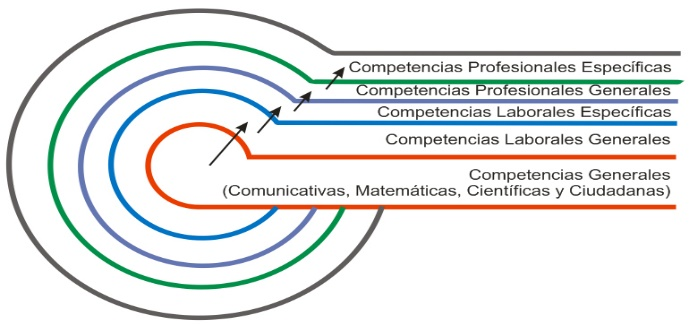 Competencias Profesionales Específicas
Competencias Profesionales Generales
Competencias Laborales Específicas
Competencias Laborales Generales
Competencias Generales
(Comunicativas, Matemáticas, Científicas y Ciudadanas)